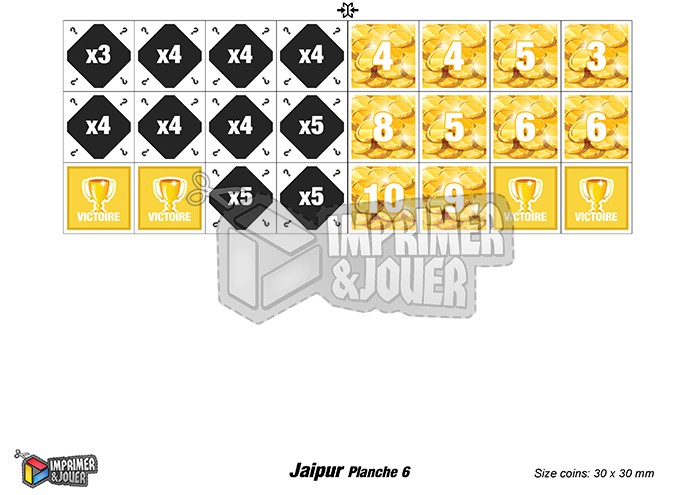 x3 x4 x4 x4 4 4 5 3
x4 x4 x4 x5 8 5 6 6
VICTOIRE VICTOIRE x5 x5 10 9 VICTOIRE VICTOIRE
IMPRIMER
&JOUER
IMPRIMER
&JOUER
Jaipur Planche 6
Size coins: 30 x 30 mm